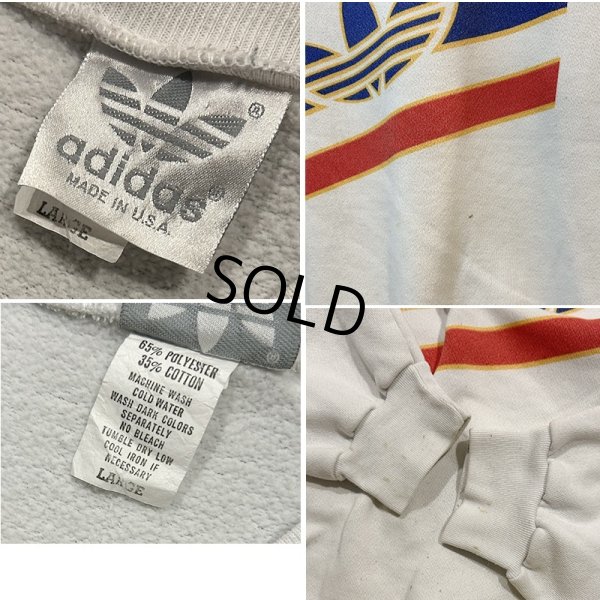 ®
adidas®
MADE IN U.S.A.
LARGE
SOLD
®
65% POLYESTER
35% COTTON
MACHINE WASH
COLD WATER
WASH DARK COLORS
SEPARATELY
NO BLEACH
TUMBLE DRY LOW
COOL IRON IF
NECESSARY
LARGE